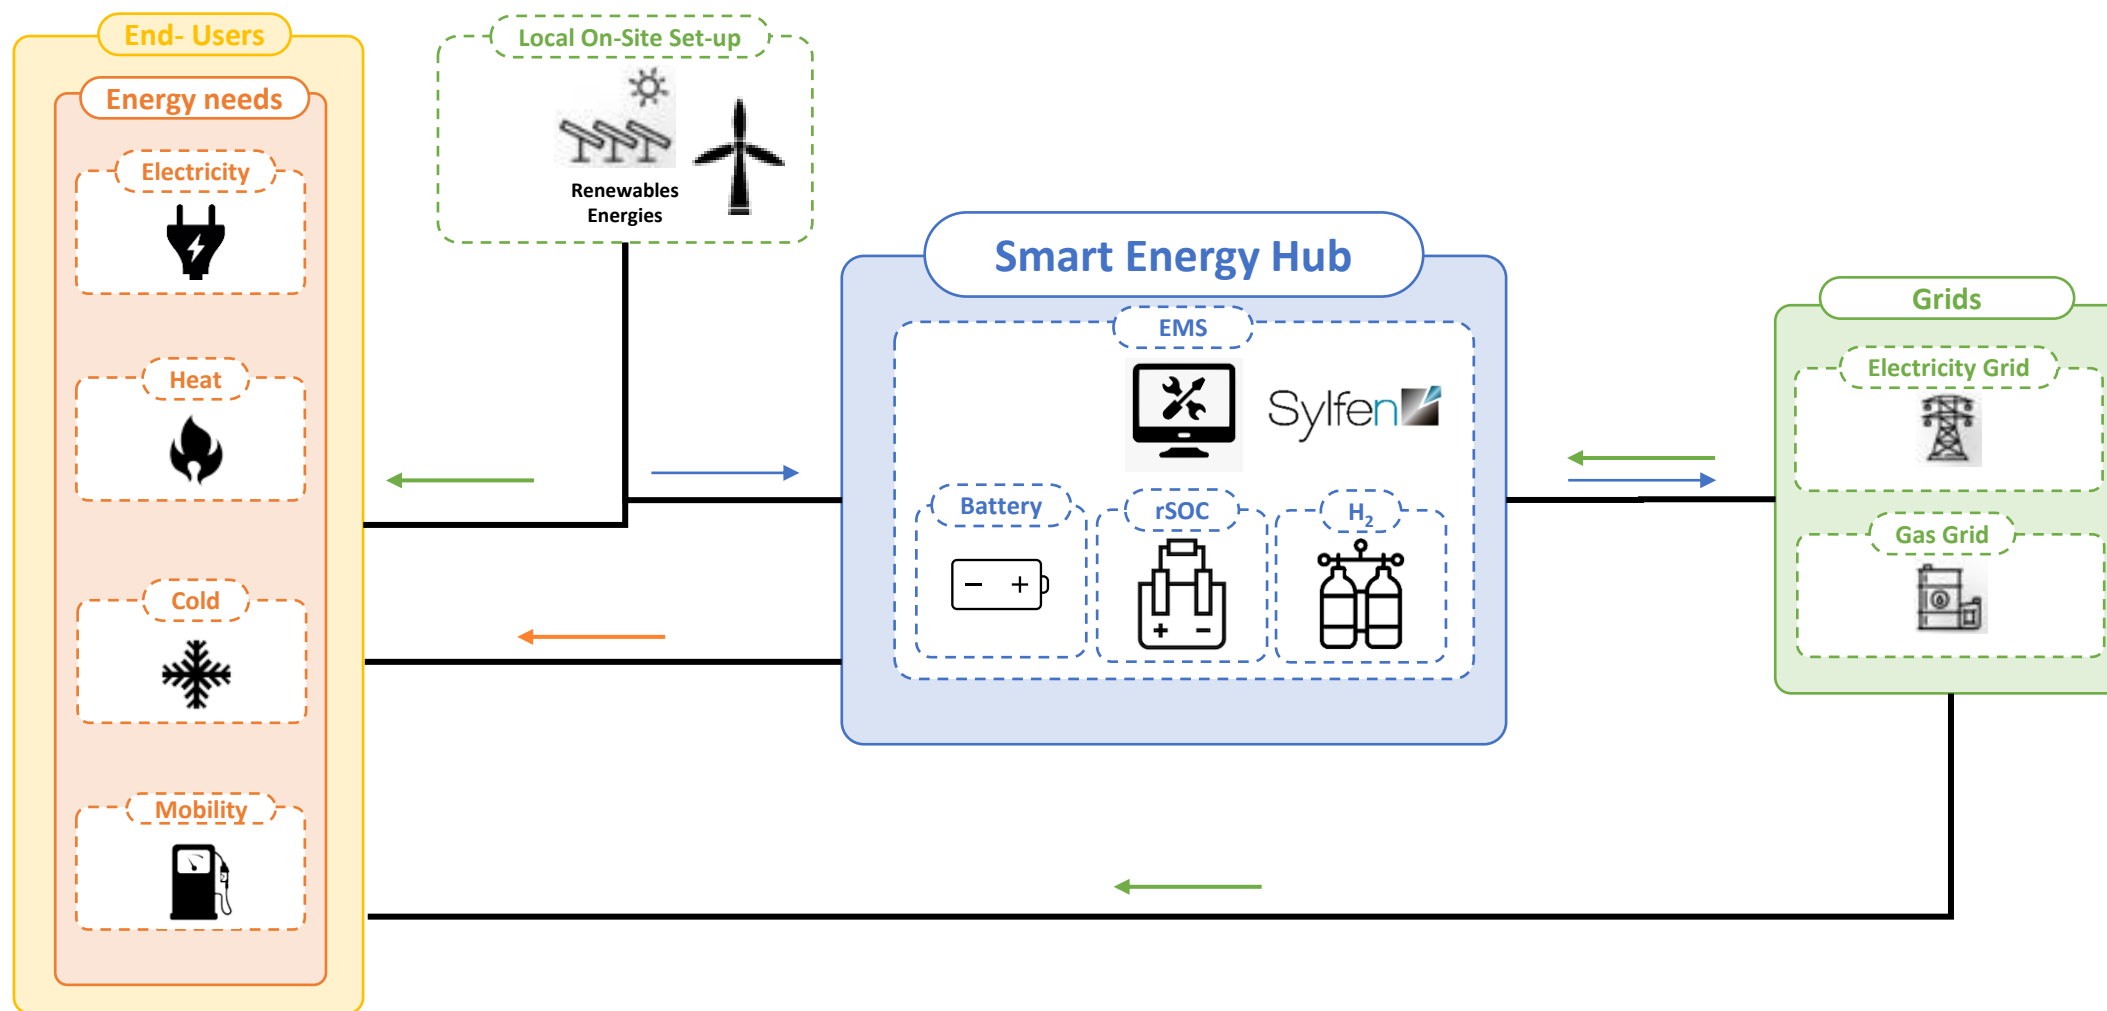 End- Users
Energy needs
Electricity
Heat
Cold
Mobility
Local On-Site Set-up
Renewables
Energies
Smart Energy Hub
EMS
Sylfen
Battery
rSOC
H₂
Grids
Electricity Grid
Gas Grid